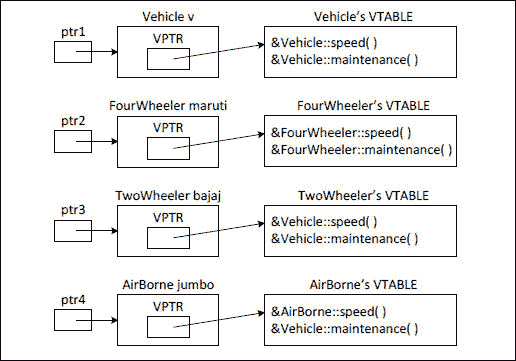 Vehicle v Vehicle’s VTABLE
ptr1
VPTR
&Vehicle::speed( )
&Vehicle::maintenance( )
FourWheeler maruti FourWheeler’s VTABLE
ptr2
VPTR
&FourWheeler::speed( )
&FourWheeler::maintenance( )
TwoWheeler bajaj TwoWheeler’s VTABLE
ptr3
VPTR
&Vehicle::speed( )
&Vehicle::maintenance( )
AirBorne jumbo AirBorne’s VTABLE
ptr4
VPTR
&AirBorne::speed( )
&Vehicle::maintenance( )